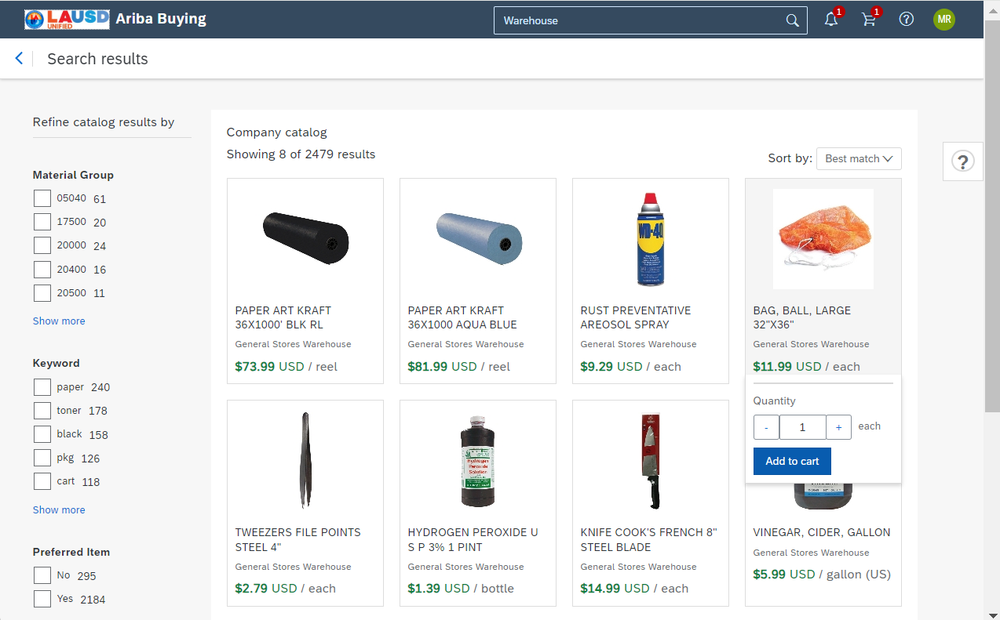 LAUSD
UNIFIED
Ariba Buying
Warehouse
1
1
MR
Search results
Refine catalog results by
Material Group
05040 61
17500 20
20000 24
20400 16
20500 11
Show more
Keyword
paper 240
toner 178
black 158
pkg 126
cart 118
Show more
Preferred Item
No 295
Yes 2184
Company catalog
Showing 8 of 2479 results
Sort by: Best match
?
PAPER ART KRAFT
36X1000' BLK RL
General Stores Warehouse
$73.99 USD / reel
PAPER ART KRAFT
36X1000 AQUA BLUE
General Stores Warehouse
$81.99 USD / reel
WD-40
RUST PREVENTATIVE
AREOSOL SPRAY
General Stores Warehouse
$9.29 USD / each
BAG, BALL, LARGE
32"X36"
General Stores Warehouse
$11.99 USD / each
Quantity
- 1 + each
Add to cart
TWEEZERS FILE POINTS
STEEL 4"
General Stores Warehouse
$2.79 USD / each
Hydrogen
Peroxide
Solution
HYDROGEN PEROXIDE U
S P 3% 1 PINT
General Stores Warehouse
$1.39 USD / bottle
KNIFE COOK'S FRENCH 8"
STEEL BLADE
General Stores Warehouse
$14.99 USD / each
VINEGAR, CIDER, GALLON
General Stores Warehouse
$5.99 USD / gallon (US)